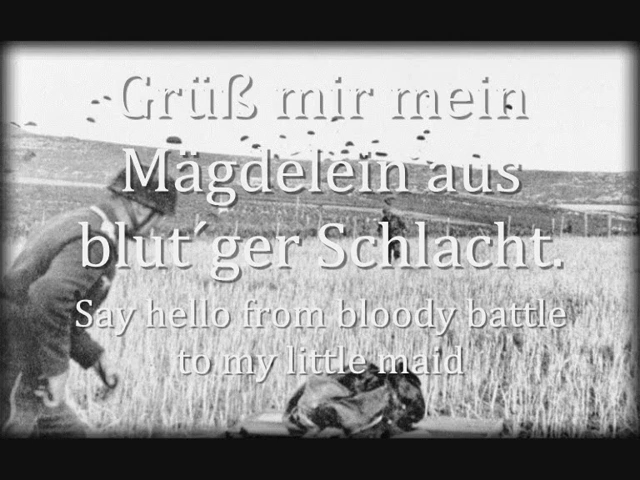 Grüß mir mein
Mägdelein aus
blut´ger Schlacht.
Say hello from bloody battle
to my little maid